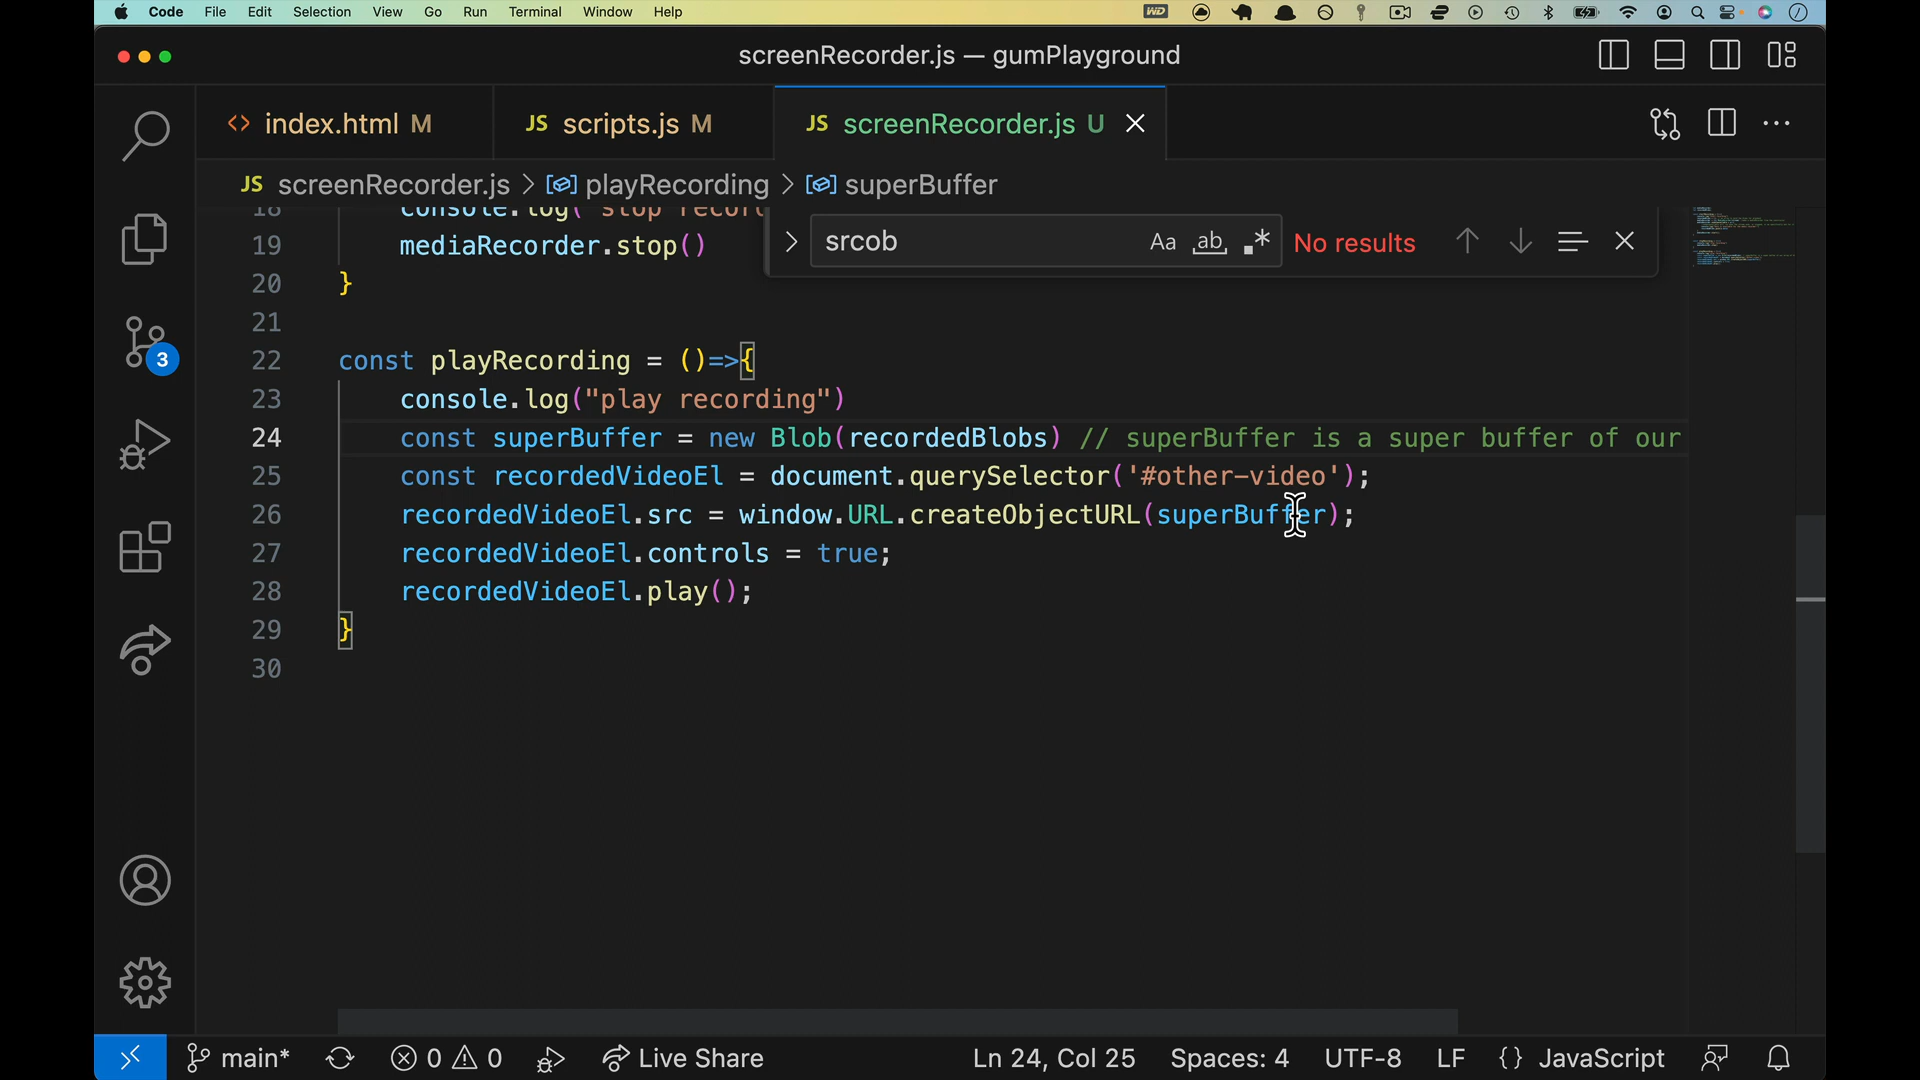 Code File Edit Selection View Go Run Terminal Window Help
screenRecorder.js — gumPlayground
<> index.html M
JS scripts.js M
JS screenRecorder.js U
JS screenRecorder.js > playRecording > superBuffer
srcob
Aa ab .* No results
18 console.log("stop recor
19 mediaRecorder.stop()
20 }
21
22 const playRecording = ()=>{
23 console.log("play recording")
24 const superBuffer = new Blob(recordedBlobs) // superBuffer is a super buffer of our
25 const recordedVideoEl = document.querySelector('#other-video');
26 recordedVideoEl.src = window.URL.createObjectURL(superBuffer);
27 recordedVideoEl.controls = true;
28 recordedVideoEl.play();
29 }
30
3
main* 0 0 Live Share Ln 24, Col 25 Spaces: 4 UTF-8 LF {} JavaScript